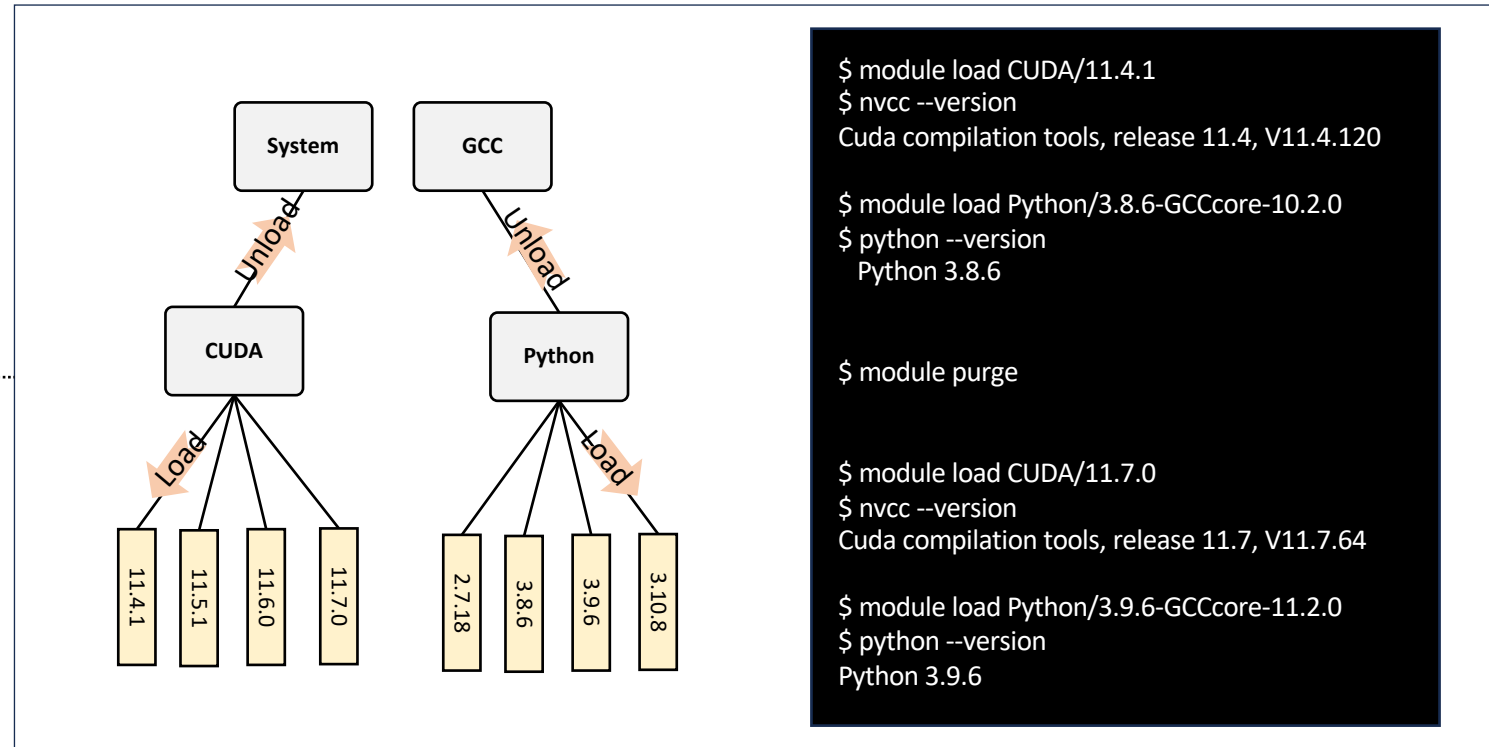 System
GCC
Unload
Unload
CUDA
Python
Load
Load
11.4.1
11.5.1
11.6.0
11.7.0
2.7.18
3.8.6
3.9.6
3.10.8
$ module load CUDA/11.4.1
$ nvcc --version
Cuda compilation tools, release 11.4, V11.4.120
$ module load Python/3.8.6-GCCcore-10.2.0
$ python --version
Python 3.8.6
$ module purge
$ module load CUDA/11.7.0
$ nvcc --version
Cuda compilation tools, release 11.7, V11.7.64
$ module load Python/3.9.6-GCCcore-11.2.0
$ python --version
Python 3.9.6